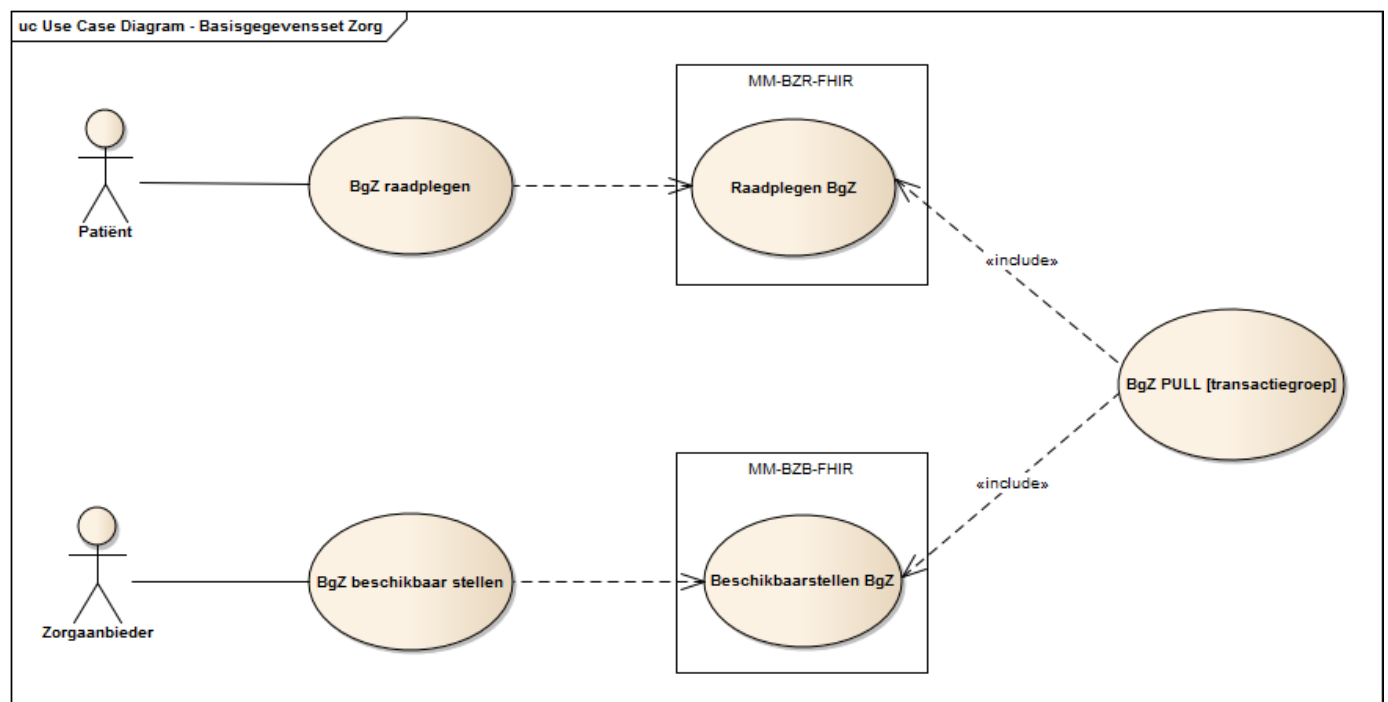 uc Use Case Diagram - Basisgegevensset Zorg
MM-BZR-FHIR
BgZ raadplegen
Raadplegen BgZ
Patiënt
«include»
BgZ PULL [transactiegroep]
MM-BZB-FHIR
«include»
BgZ beschikbaar stellen
Beschikbaarstellen BgZ
Zorgaanbieder